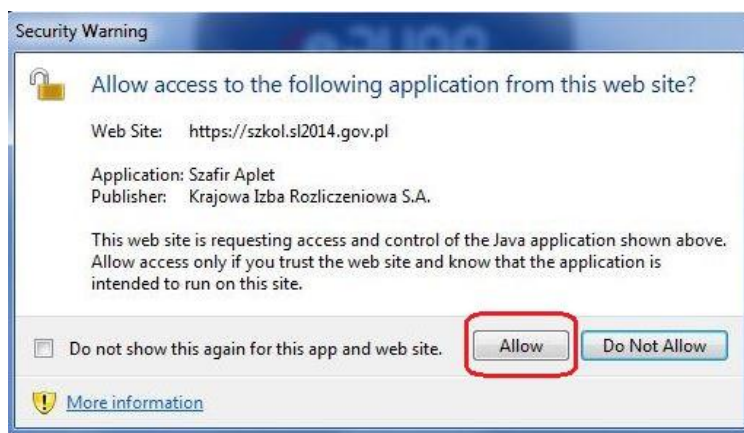 Security Warning
Allow access to the following application from this web site?
Web Site: https://szkol.sl2014.gov.pl
Application: Szafir Aplet
Publisher: Krajowa Izba Rozliczeniowa S.A.
This web site is requesting access and control of the Java application shown above.
Allow access only if you trust the web site and know that the application is
intended to run on this site.
Do not show this again for this app and web site. Allow Do Not Allow
More information